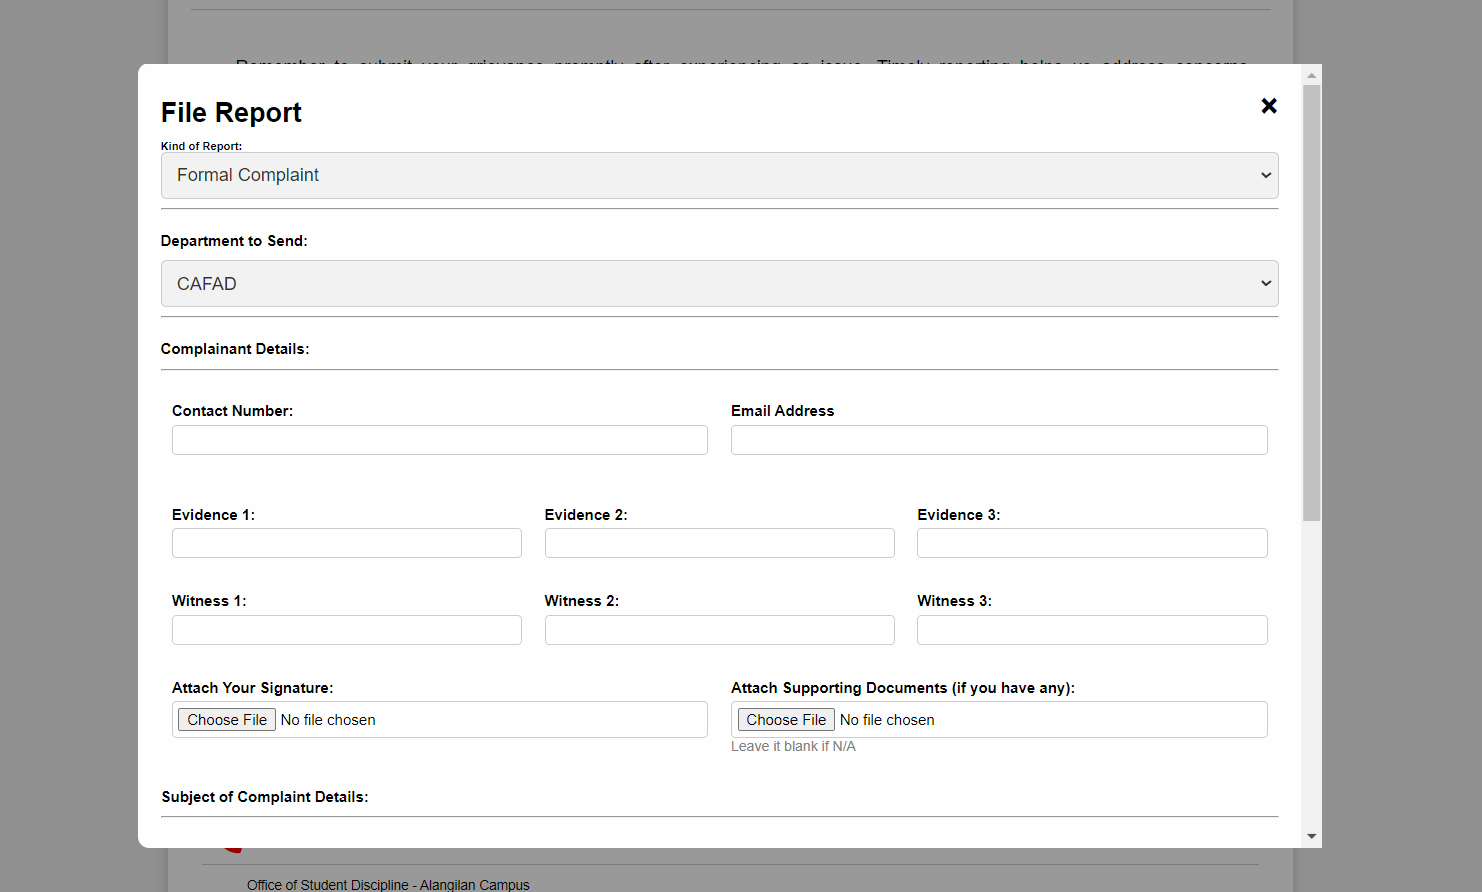 Remember to submit your grievance promptly after experiencing an issue. Timely reporting helps us address concerns
File Report
Kind of Report:
Formal Complaint
Department to Send:
CAFAD
Complainant Details:
Contact Number: Email Address
Evidence 1: Evidence 2: Evidence 3:
Witness 1: Witness 2: Witness 3:
Attach Your Signature: Attach Supporting Documents (if you have any):
Choose File No file chosen Choose File No file chosen
Leave it blank if N/A
Subject of Complaint Details:
Office of Student Discipline - Alangilan Campus